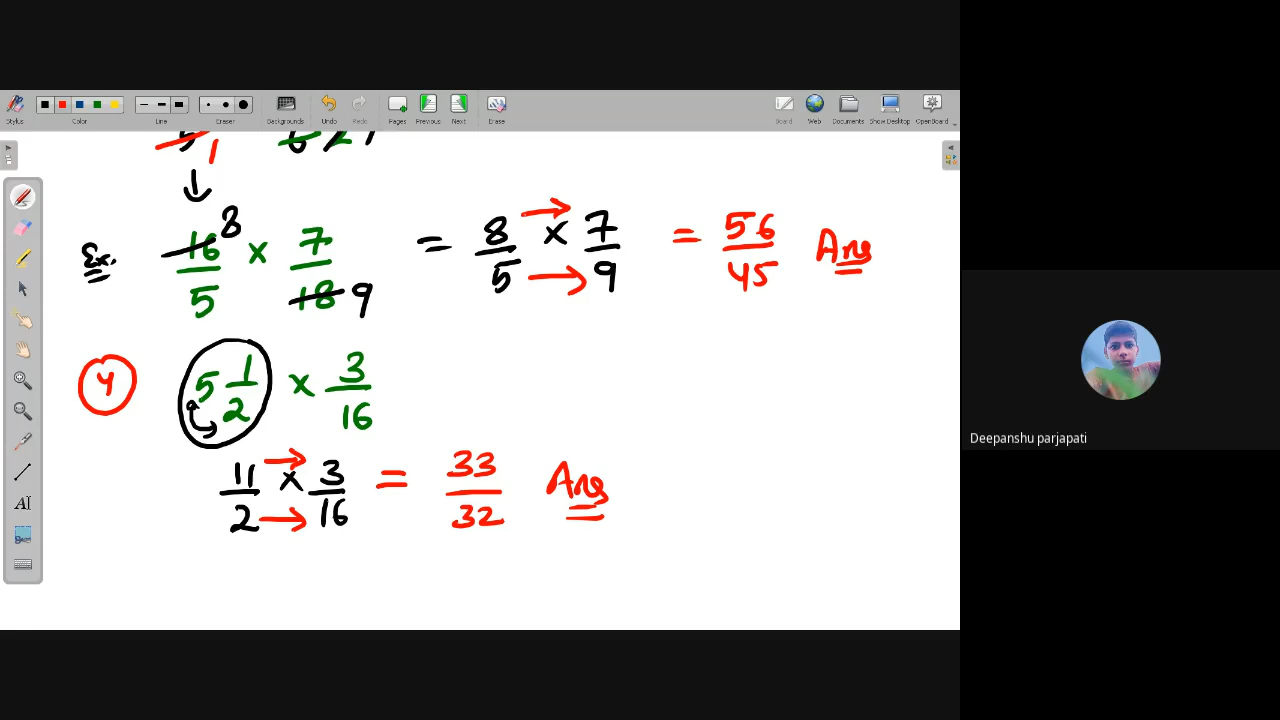 Stylus Color Line Eraser Backgrounds Undo Redo Pages Previous Next Erase Board Web Documents Show Desktop OpenBoard
1
Ex. 16/5 8 × 7/18 9 = 8/5 × 7/9 = 56/45 Ans
4 5 1/2 × 3/16
11/2 × 3/16 = 33/32 Ans
Deepanshu parjapati